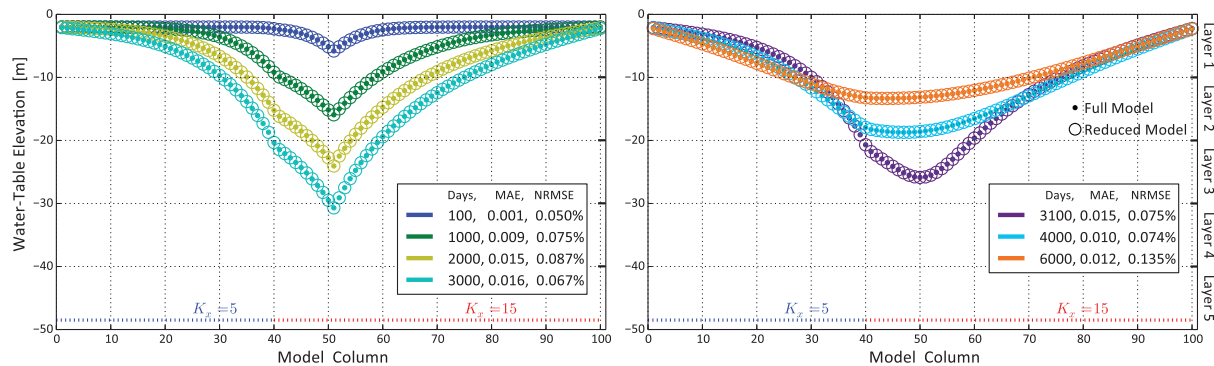 Water-Table Elevation [m]
0
−10
−20
−30
−40
−50
0 10 20 30 40 50 60 70 80 90 100
Model Column
Days, MAE, NRMSE
100, 0.001, 0.050%
1000, 0.009, 0.075%
2000, 0.015, 0.087%
3000, 0.016, 0.067%
K_x = 5
K_x = 15
0
−10
−20
−30
−40
−50
0 10 20 30 40 50 60 70 80 90 100
Model Column
Full Model
Reduced Model
Days, MAE, NRMSE
3100, 0.015, 0.075%
4000, 0.010, 0.074%
6000, 0.012, 0.135%
K_x = 5
K_x = 15
Layer 1
Layer 2
Layer 3
Layer 4
Layer 5